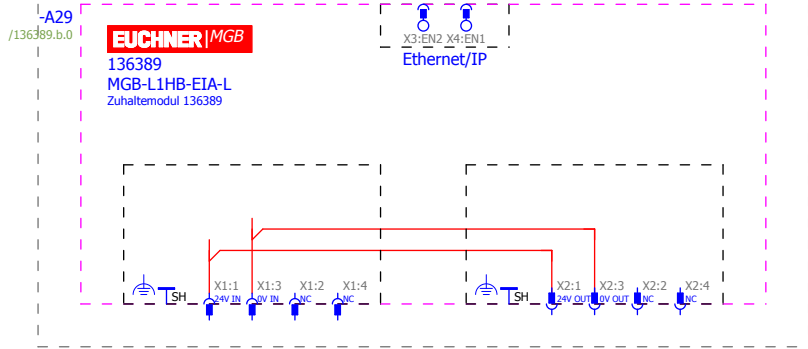 -A29
/136389.b.0
EUCHNER MGB
136389
MGB-L1HB-EIA-L
Zuhaltemodul 136389
X3:EN2 X4:EN1
Ethernet/IP
SH X1:1 24V IN X1:3 0V IN X1:2 NC X1:4 NC
SH X2:1 24V OUT X2:3 0V OUT X2:2 NC X2:4 NC